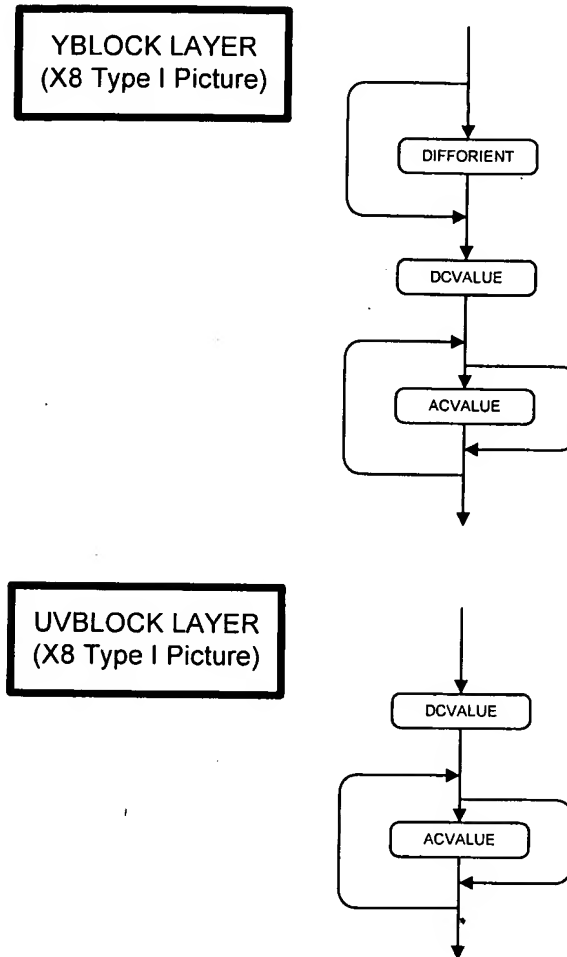 YBLOCK LAYER
(X8 Type I Picture)
DIFFORIENT
DCVALUE
ACVALUE
UVBLOCK LAYER
(X8 Type I Picture)
DCVALUE
ACVALUE